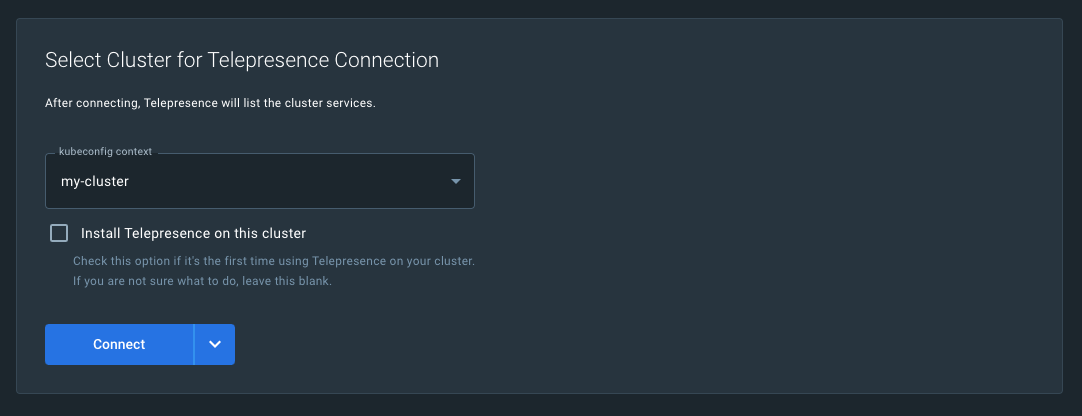 Select Cluster for Telepresence Connection
After connecting, Telepresence will list the cluster services.
kubeconfig context
my-cluster
Install Telepresence on this cluster
Check this option if it's the first time using Telepresence on your cluster.
If you are not sure what to do, leave this blank.
Connect